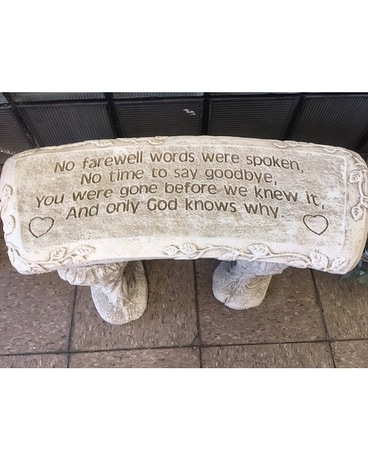 No farewell words were spoken,
No time to say goodbye,
You were gone before we knew it,
And only God knows why.